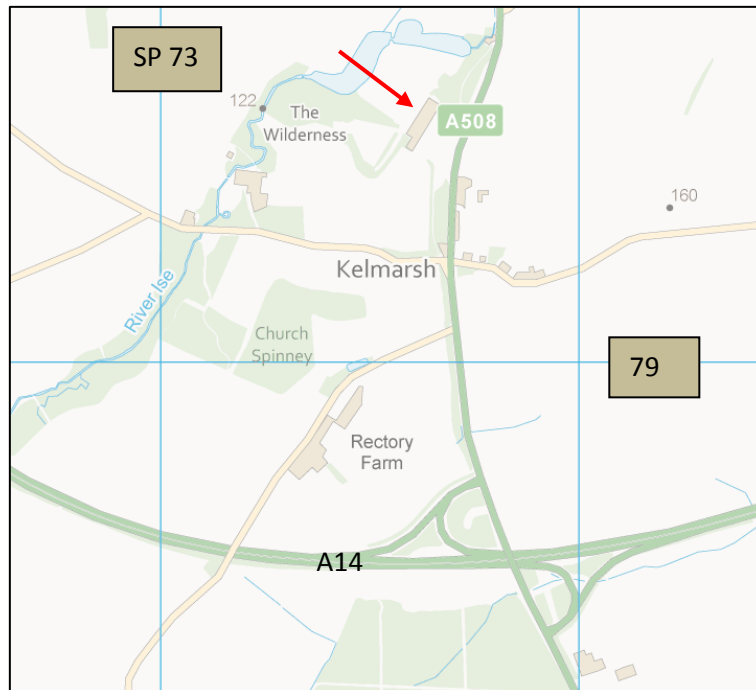 SP 73
122
The
Wilderness
A508
160
Kelmarsh
River Ise
Church
Spinney
79
Rectory
Farm
A14